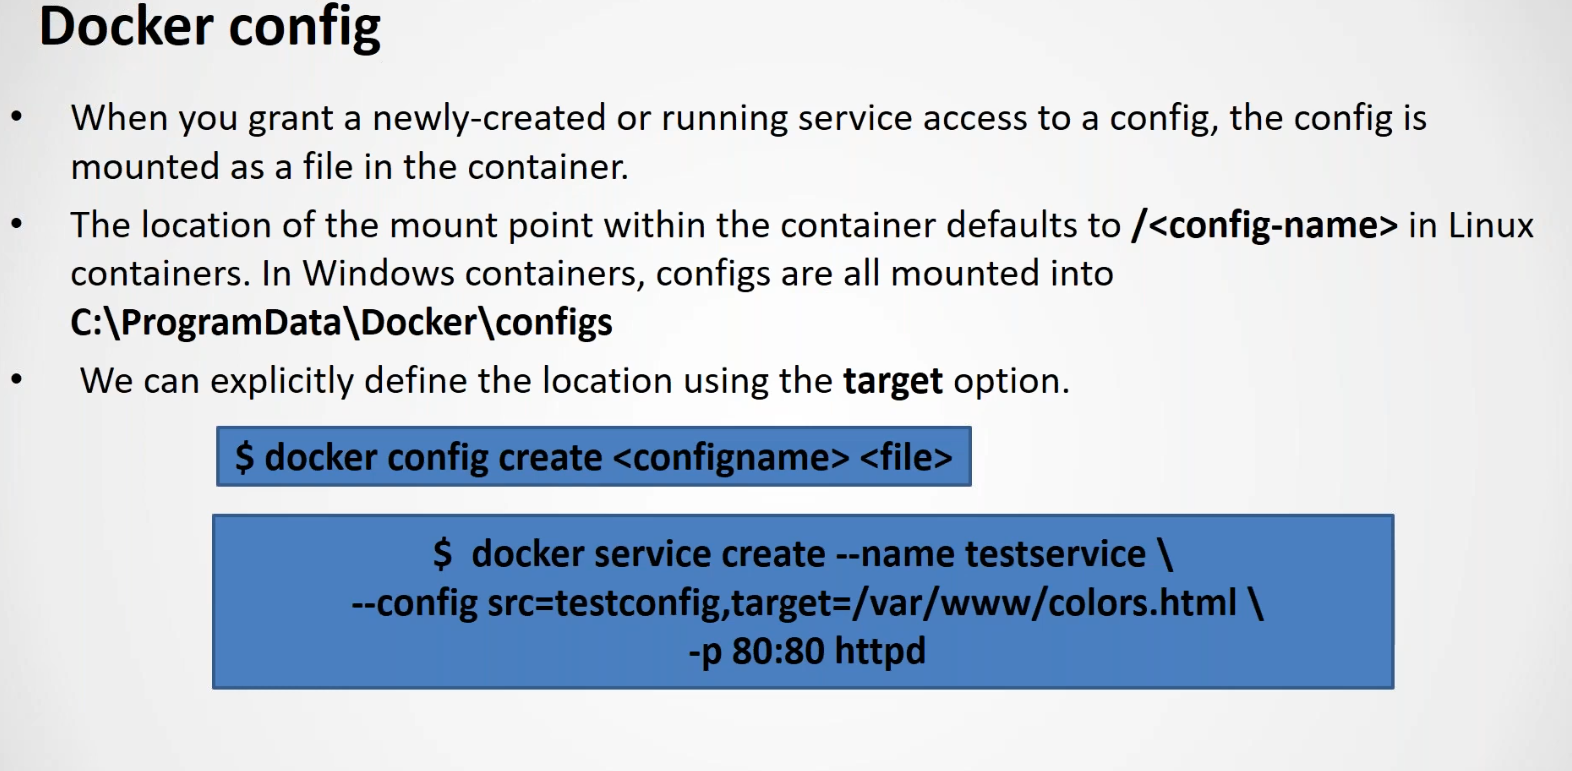 Docker config
• When you grant a newly-created or running service access to a config, the config is
mounted as a file in the container.
• The location of the mount point within the container defaults to /<config-name> in Linux
containers. In Windows containers, configs are all mounted into
C:\ProgramData\Docker\configs
• We can explicitly define the location using the target option.
$ docker config create <configname> <file>
$ docker service create --name testservice \
--config src=testconfig,target=/var/www/colors.html \
-p 80:80 httpd